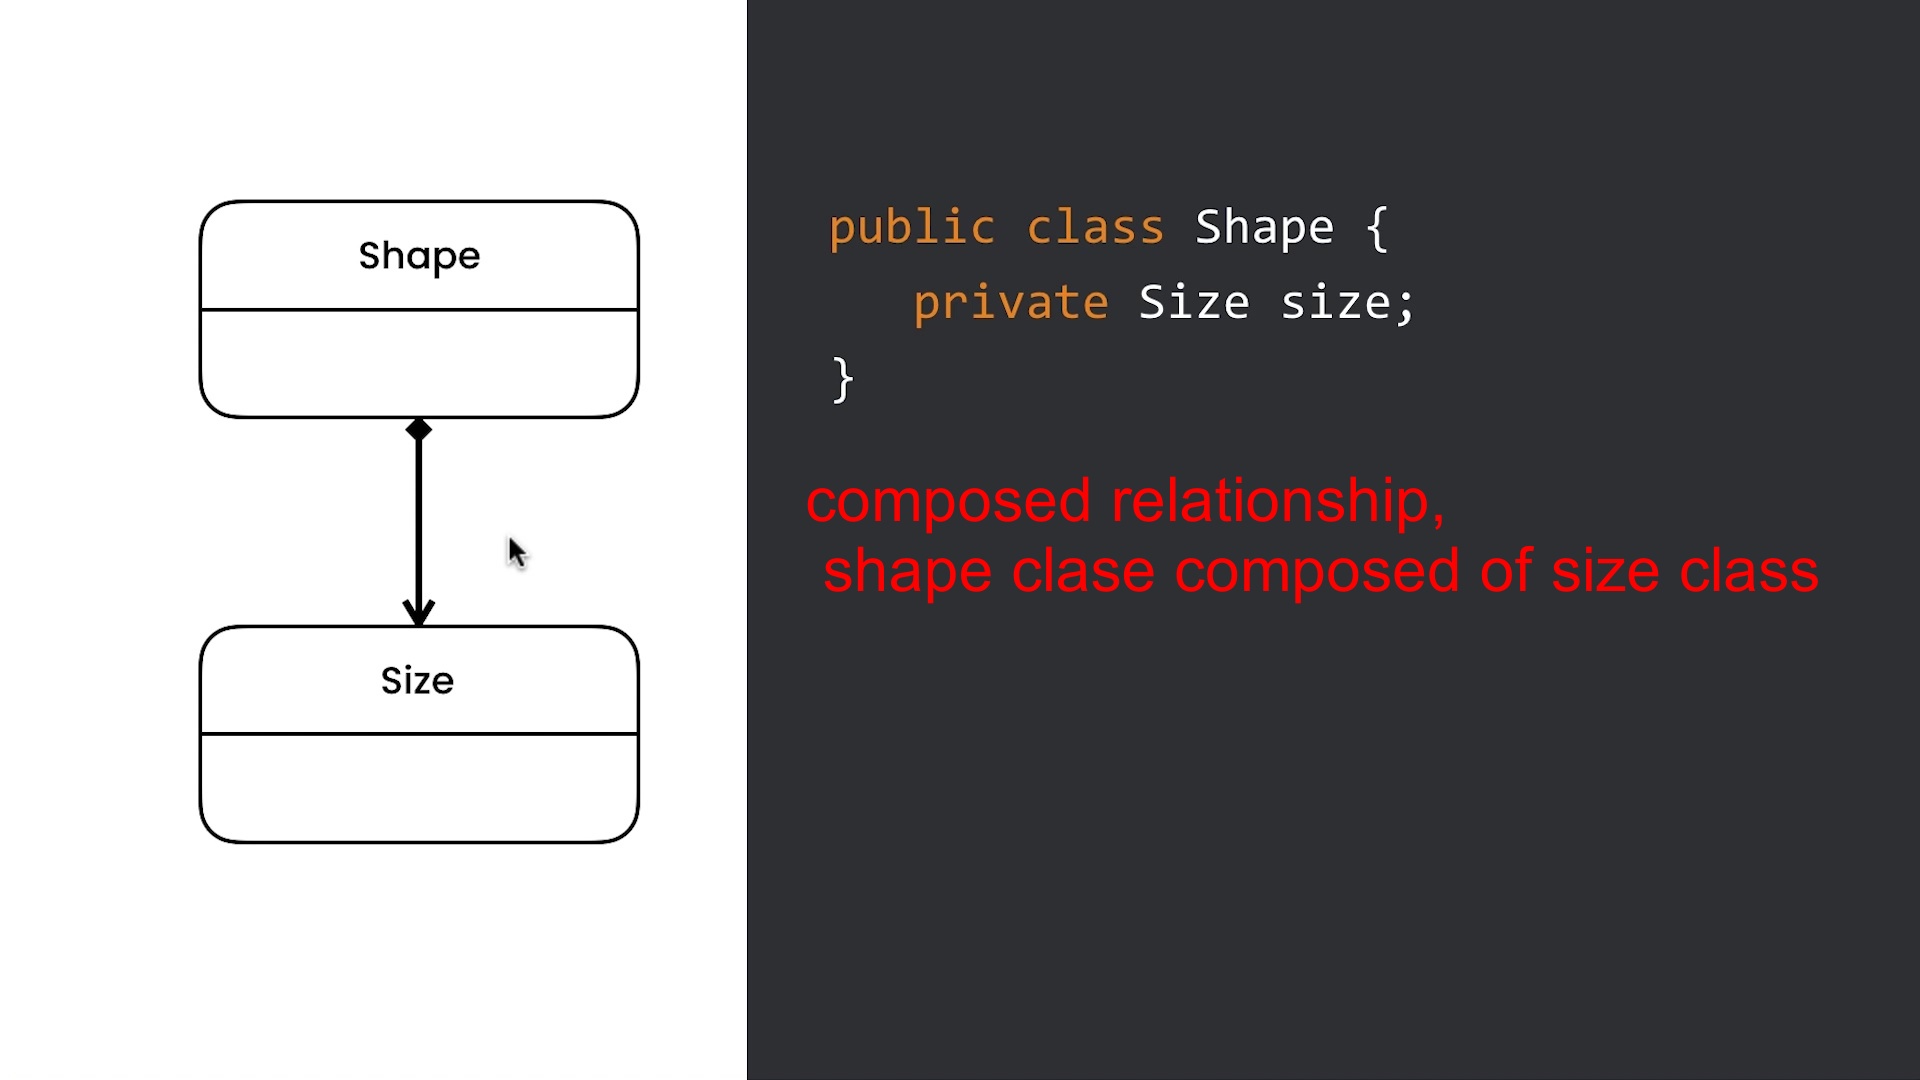 Shape
Size
public class Shape {
private Size size;
}
composed relationship,
shape clase composed of size class